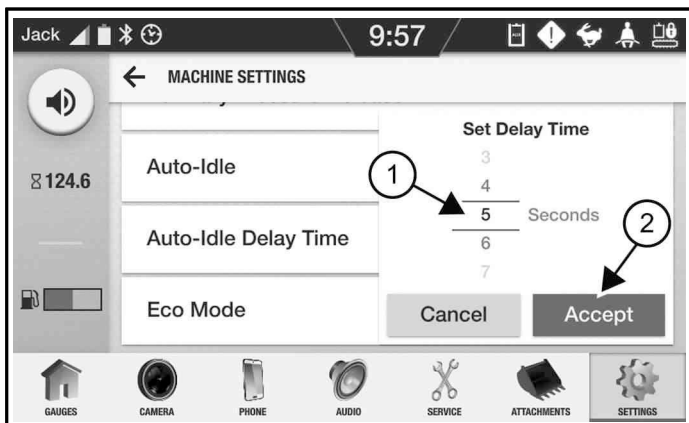 Jack 9:57
MACHINE SETTINGS
Set Delay Time
3
Auto-Idle
4
1
124.6
5 Seconds
2
Auto-Idle Delay Time
6
7
Eco Mode
Cancel Accept
GAUGES CAMERA PHONE AUDIO SERVICE ATTACHMENTS SETTINGS